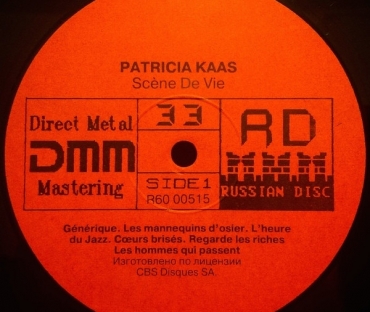 PATRICIA KAAS
Scène De Vie
Direct Metal
DMM
Mastering
33
SIDE 1
R60 00515
RD
RUSSIAN DISC
Générique. Les mannequins d'osier. L'heure
du Jazz. Cœurs brisés. Regarde les riches
Les hommes qui passent
Изготовлено по лицензии
CBS Disques SA